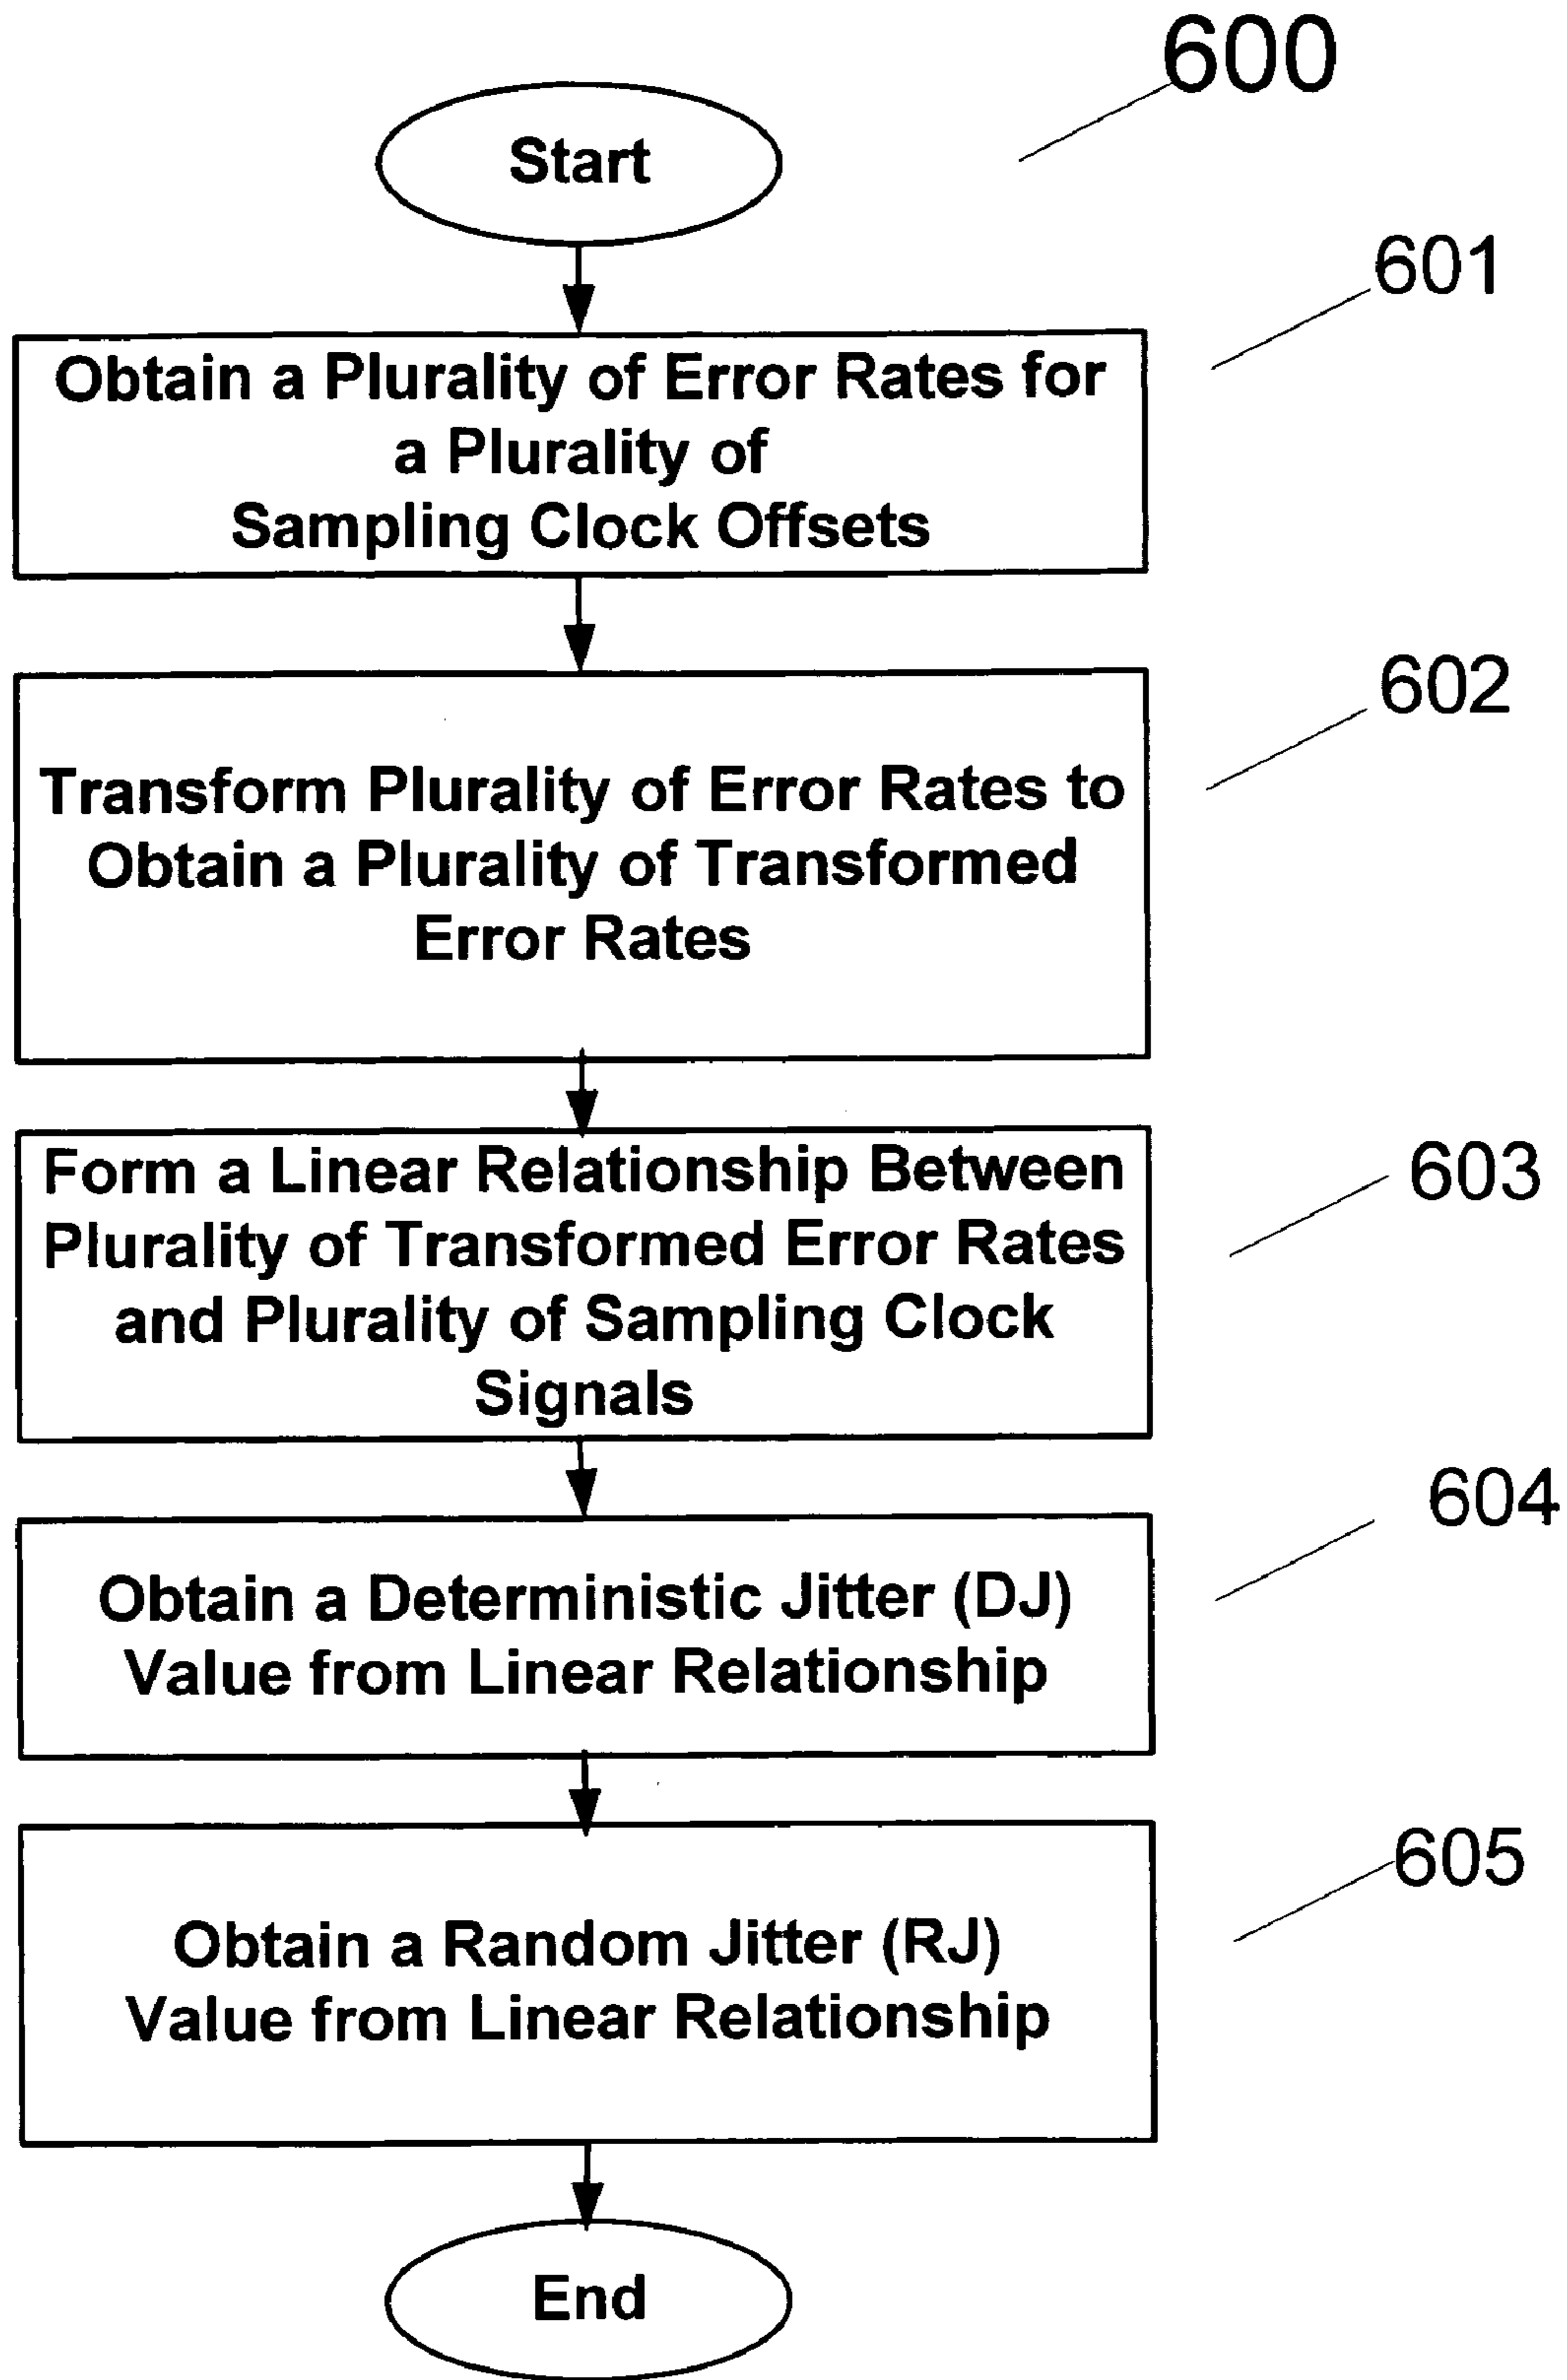 600
Start
601
Obtain a Plurality of Error Rates for
a Plurality of
Sampling Clock Offsets
602
Transform Plurality of Error Rates to
Obtain a Plurality of Transformed
Error Rates
603
Form a Linear Relationship Between
Plurality of Transformed Error Rates
and Plurality of Sampling Clock
Signals
604
Obtain a Deterministic Jitter (DJ)
Value from Linear Relationship
605
Obtain a Random Jitter (RJ)
Value from Linear Relationship
End